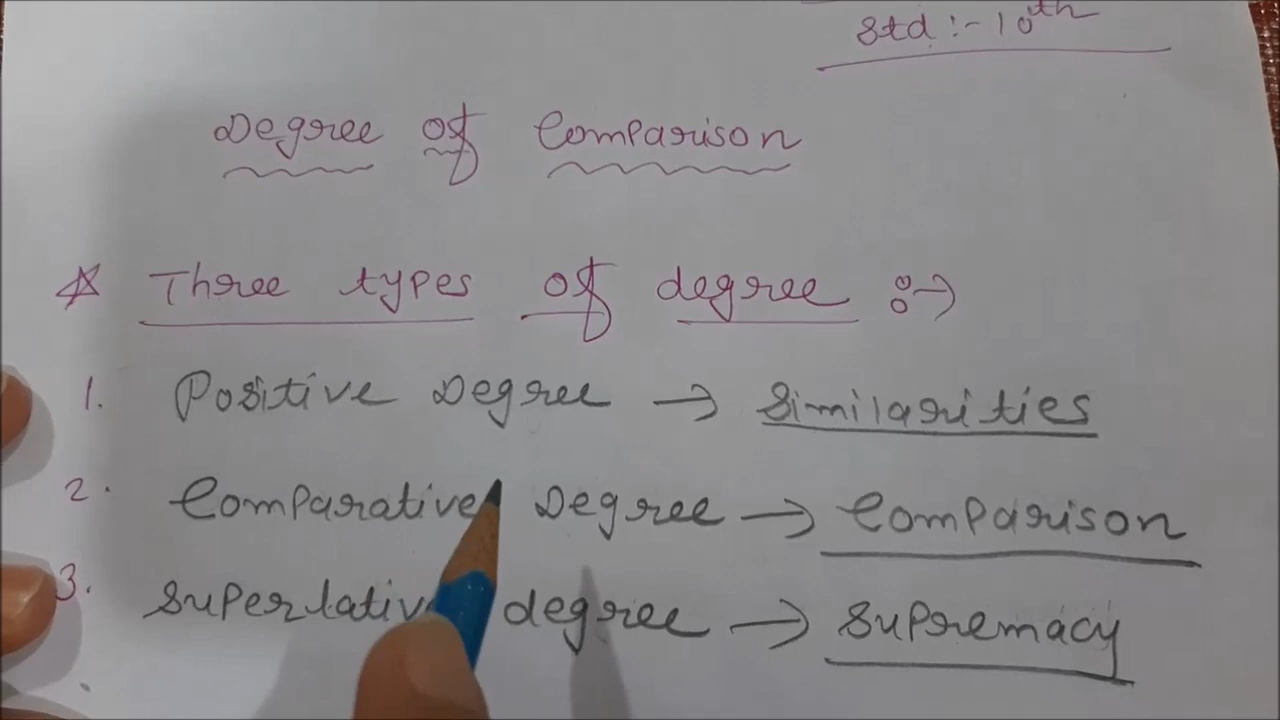 Std :- 10th
Degree of Comparison
☆ Three types of degree :→
1. Positive Degree → Similarities
2. Comparative Degree → Comparison
3. Superlative degree → Supremacy